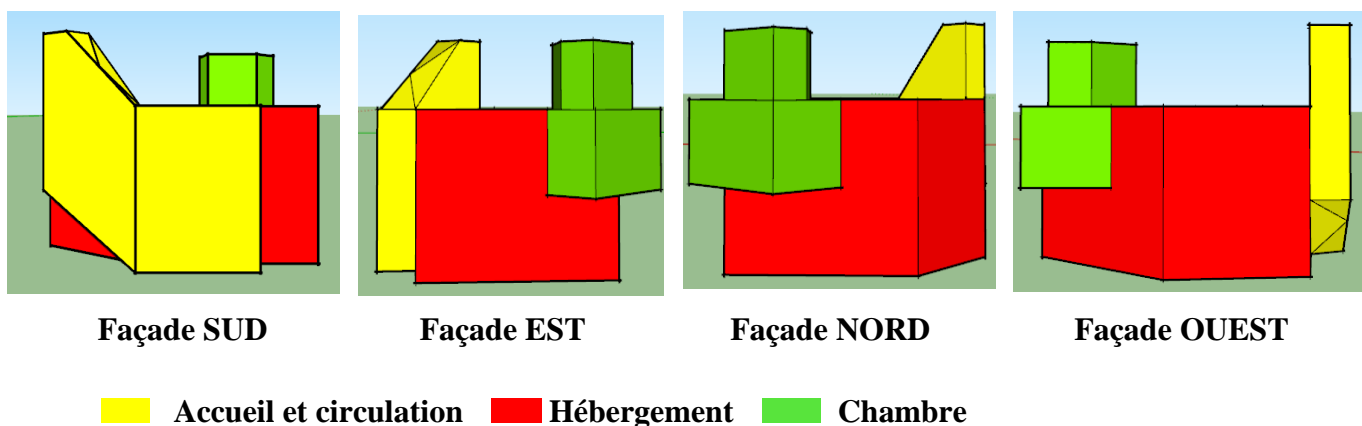 Façade SUD Façade EST Façade NORD Façade OUEST
Accueil et circulation Hébergement Chambre